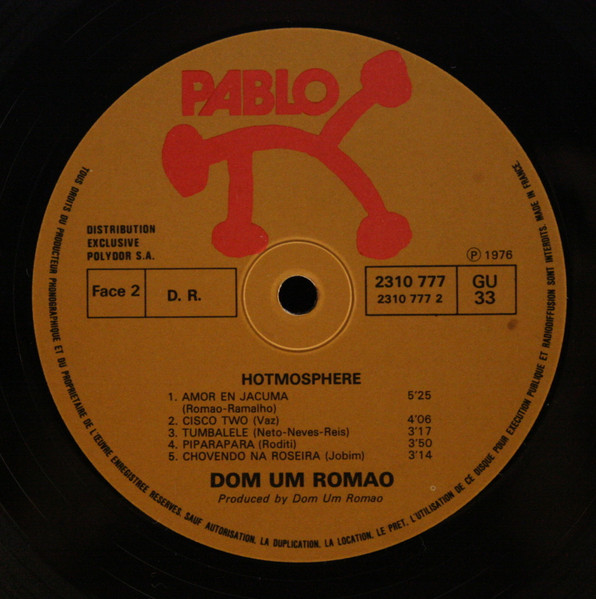 PABLO
DISTRIBUTION
EXCLUSIVE
POLYDOR S.A.
℗ 1976
Face 2
D. R.
2310 777
2310 777 2
GU
33
HOTMOSPHERE
1. AMOR EN JACUMA 5'25
(Romao-Ramalho)
2. CISCO TWO (Vaz) 4'06
3. TUMBALELE (Neto-Neves-Reis) 3'17
4. PIPARAPARA (Roditi) 3'50
5. CHOVENDO NA ROSEIRA (Jobim) 3'14
DOM UM ROMAO
Produced by Dom Um Romao
TOUS DROITS DU PRODUCTEUR PHONOGRAPHIQUE ET DU PROPRIETAIRE DE L'ŒUVRE ENREGISTREE RESERVES. SAUF AUTORISATION, LA DUPLICATION, LA LOCATION, LE PRET, L'UTILISATION DE CE DISQUE POUR EXECUTION PUBLIQUE ET RADIODIFFUSION SONT INTERDITS. MADE IN FRANCE.